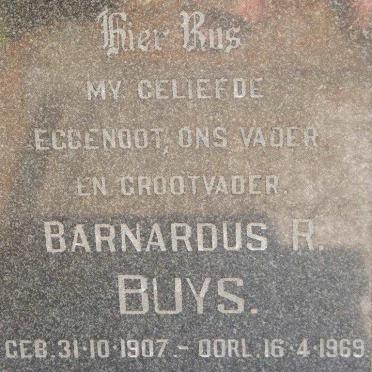 Hier Rus
MY GELIEFDE
EGGENOOT, ONS VADER
EN GROOTVADER.
BARNARDUS R.
BUYS.
GEB. 31·10·1907. - OORL. 16·4·1969